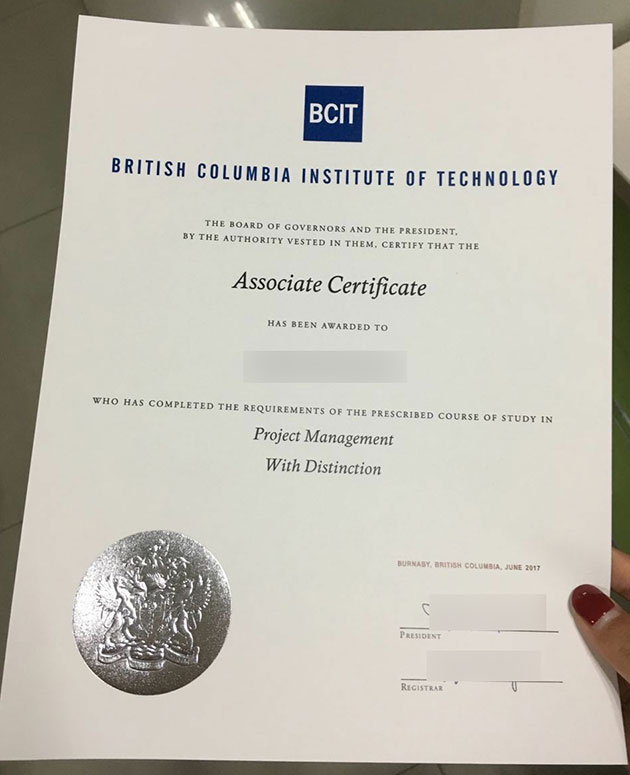 BCIT
BRITISH COLUMBIA INSTITUTE OF TECHNOLOGY
THE BOARD OF GOVERNORS AND THE PRESIDENT,
BY THE AUTHORITY VESTED IN THEM, CERTIFY THAT THE
Associate Certificate
HAS BEEN AWARDED TO
WHO HAS COMPLETED THE REQUIREMENTS OF THE PRESCRIBED COURSE OF STUDY IN
Project Management
With Distinction
BURNABY, BRITISH COLUMBIA, JUNE 2017
PRESIDENT
REGISTRAR